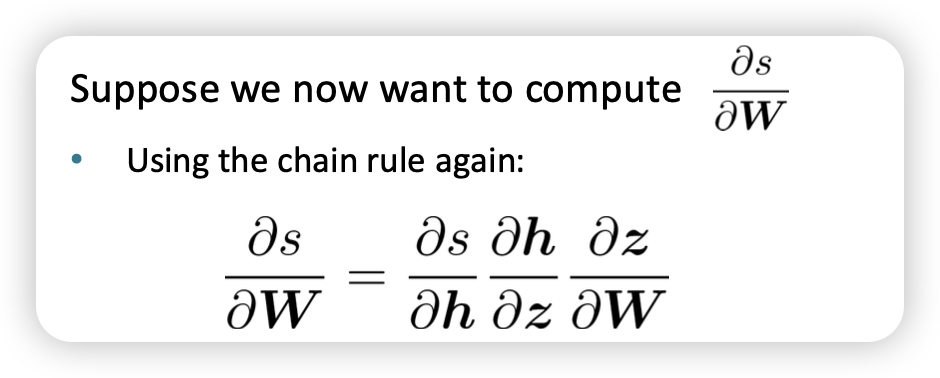 Suppose we now want to compute ∂s/∂W
• Using the chain rule again:
∂s/∂W = ∂s/∂h ∂h/∂z ∂z/∂W